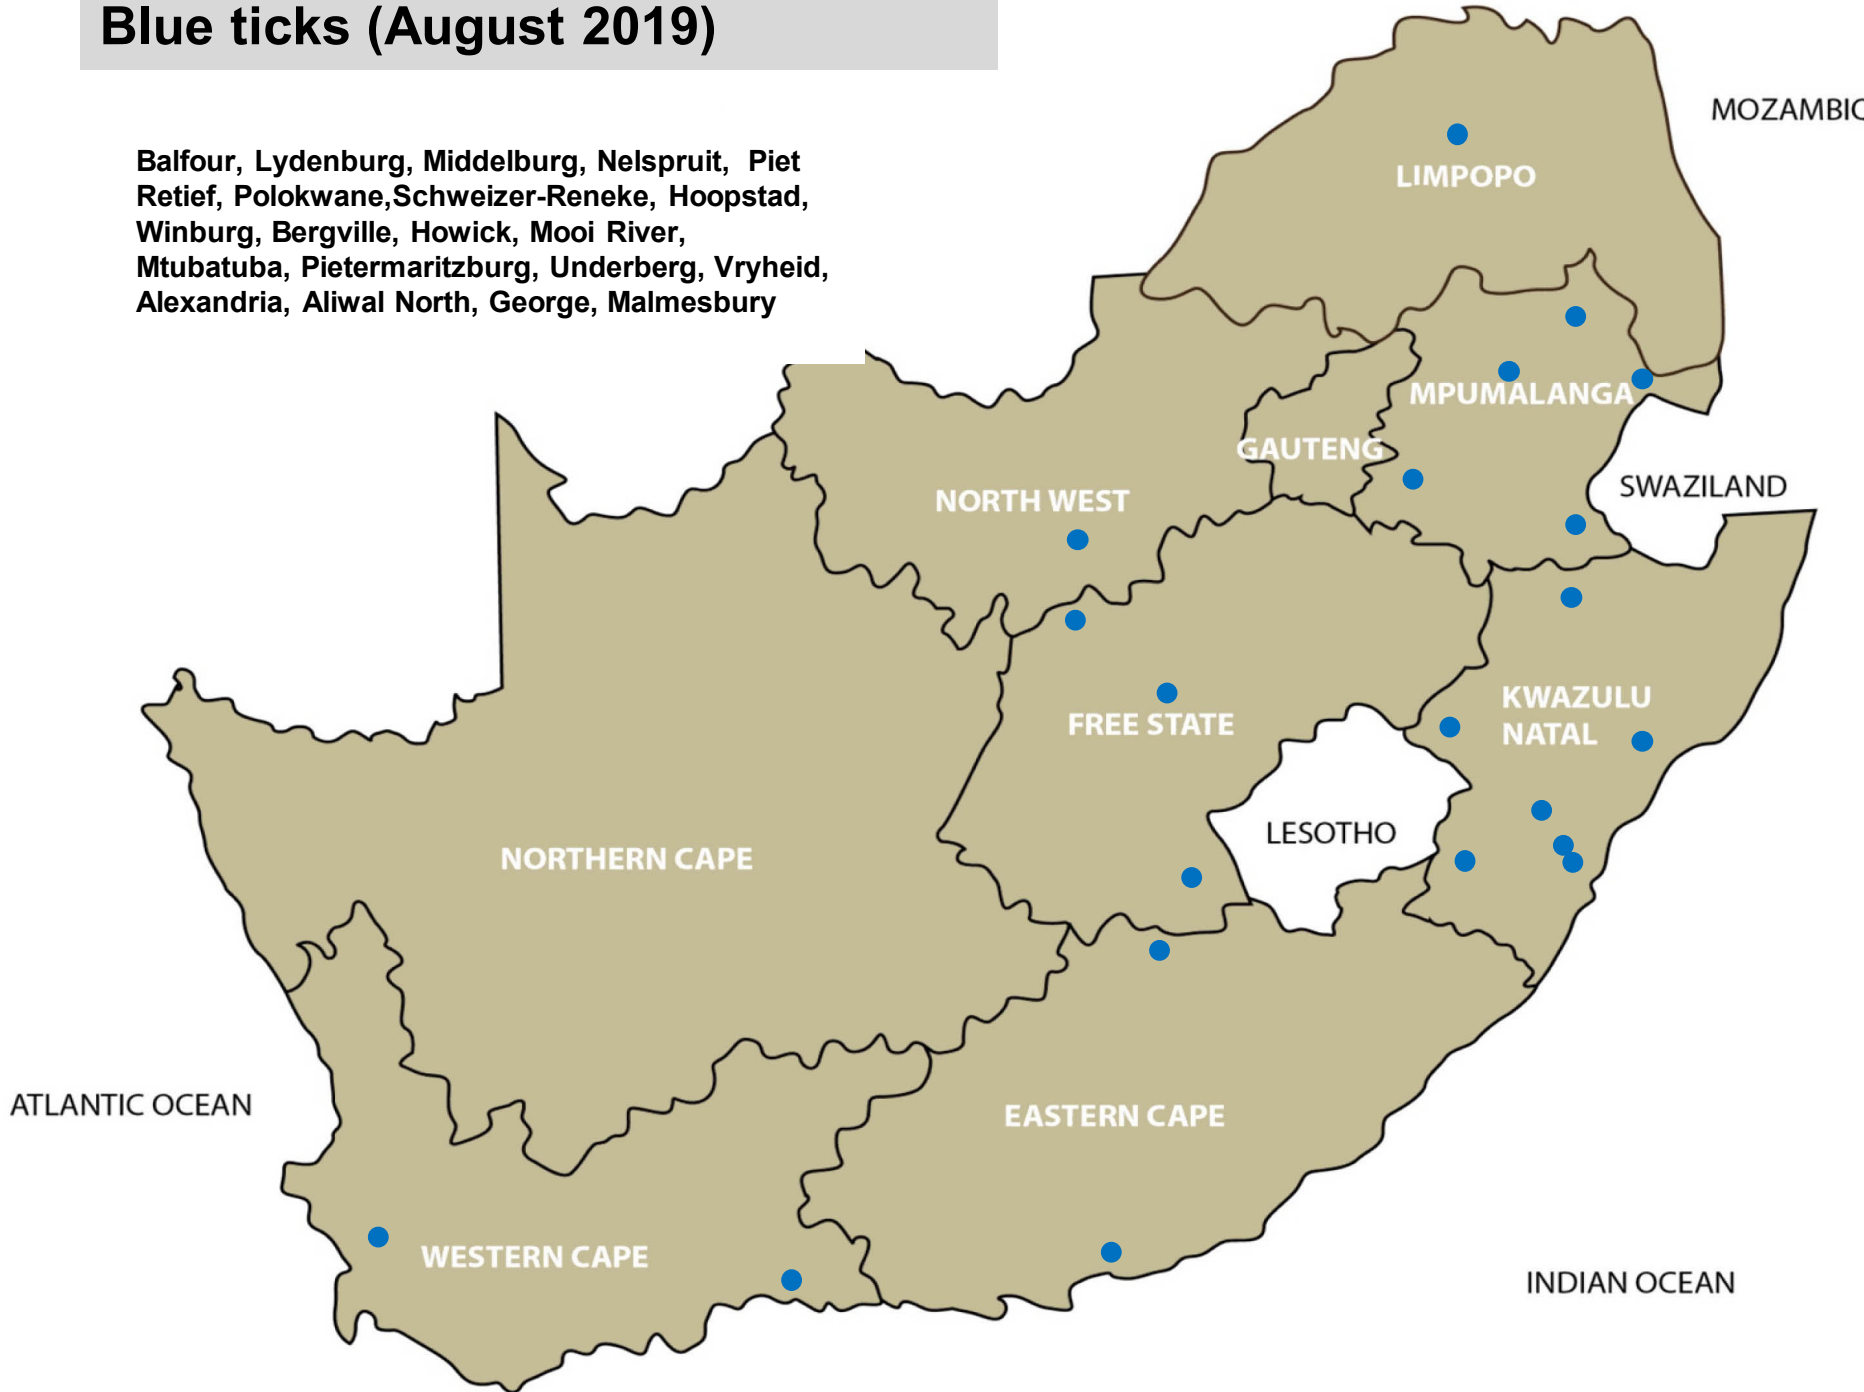 Blue ticks (August 2019)
Balfour, Lydenburg, Middelburg, Nelspruit, Piet
Retief, Polokwane,Schweizer-Reneke, Hoopstad,
Winburg, Bergville, Howick, Mooi River,
Mtubatuba, Pietermaritzburg, Underberg, Vryheid,
Alexandria, Aliwal North, George, Malmesbury
MOZAMBIQ
LIMPOPO
MPUMALANGA
GAUTENG
SWAZILAND
NORTH WEST
KWAZULU
NATAL
FREE STATE
LESOTHO
NORTHERN CAPE
ATLANTIC OCEAN
EASTERN CAPE
WESTERN CAPE
INDIAN OCEAN